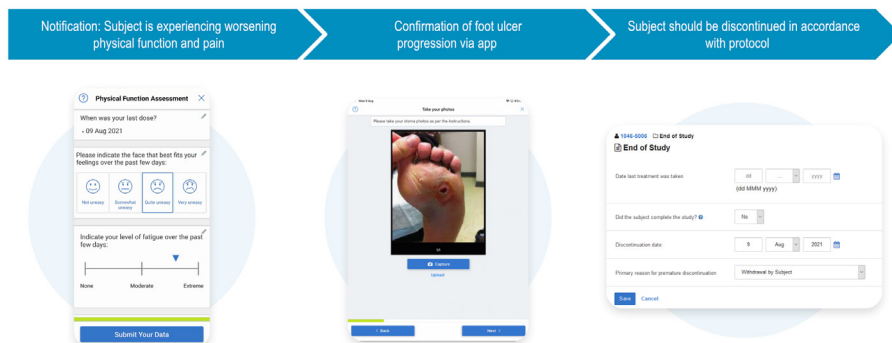 Notification: Subject is experiencing worsening
physical function and pain
Confirmation of foot ulcer
progression via app
Subject should be discontinued in accordance
with protocol
Physical Function Assessment
When was your last dose?
- 09 Aug 2021
Please indicate the face that best fits your
feelings over the past few days:
Not uneasy
Somewhat
uneasy
Quite uneasy
Very uneasy
Indicate your level of fatigue over the past
few days:
None
Moderate
Extreme
Submit Your Data
Take your photos
Please take your stoma photos as per the instructions.
Capture
Upload
< Back
Next >
1046-5006 End of Study
End of Study
Date last treatment was taken
dd
...
yyyy
(dd MMM yyyy)
Did the subject complete the study?
No
Discontinuation date
5
Aug
2021
Primary reason for premature discontinuation
Withdrawal by Subject
Save
Cancel